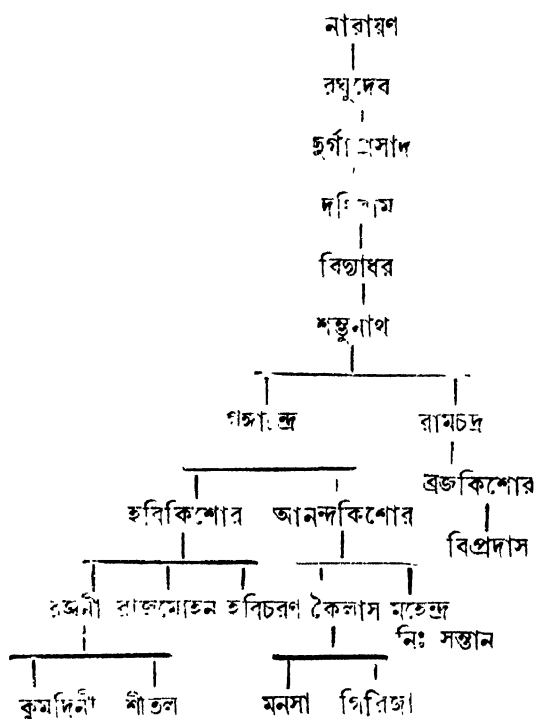 নারায়ণ
রঘুদেব
দুর্গাপ্রসাদ
বিদ্যাধর
শম্ভুনাথ
রামচন্দ্র
ব্রজকিশোর
হরিকিশোর আনন্দকিশোর
বিপ্রদাস
রজনী রাজমোহন হরিচরণ কৈলাস মহেন্দ্র
নিঃ সন্তান
কুমদিনী শীতল মনসা গিরিজা